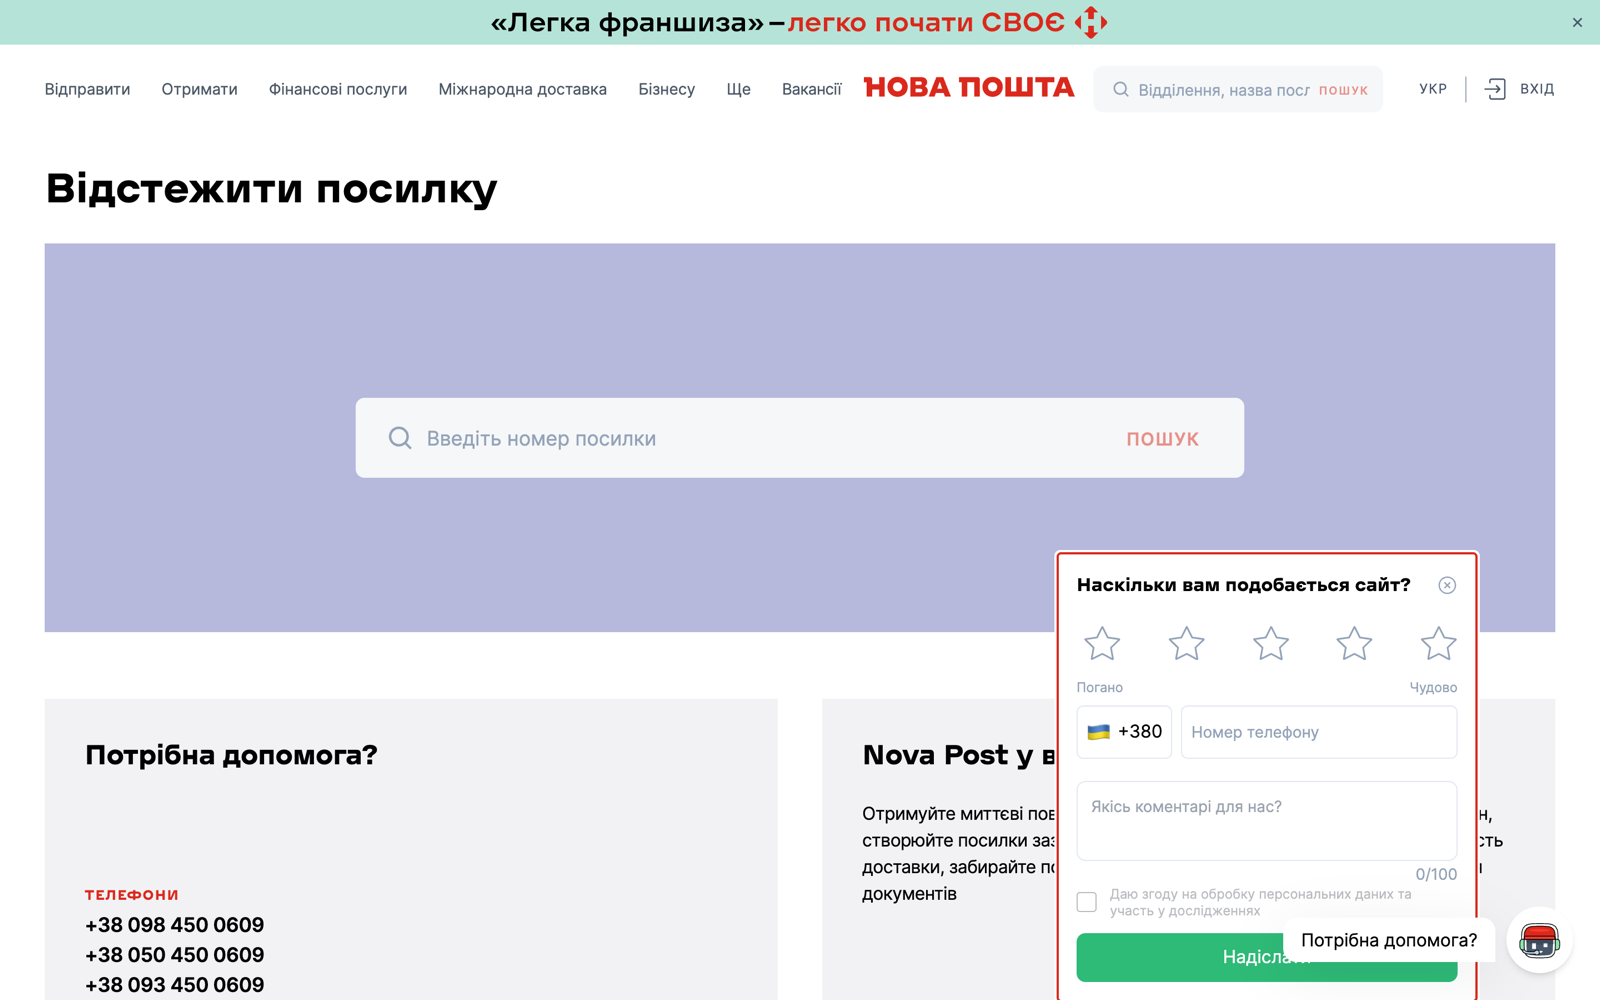 «Легка франшиза» – легко почати СВОЄ
Відправити Отримати Фінансові послуги Міжнародна доставка Бізнесу Ще Вакансії НОВА ПОШТА Відділення, назва посл ПОШУК УКР ВХІД
Відстежити посилку
Введіть номер посилки ПОШУК
Наскільки вам подобається сайт?
Погано Чудово
+380 Номер телефону
Якісь коментарі для нас?
0/100
Даю згоду на обробку персональних даних та
участь у дослідженнях
Надіслати
Потрібна допомога?
Потрібна допомога?
ТЕЛЕФОНИ
+38 098 450 0609
+38 050 450 0609
+38 093 450 0609
Nova Post у в
Отримуйте миттєві пов н,
створюйте посилки заз сть
доставки, забирайте по
документів